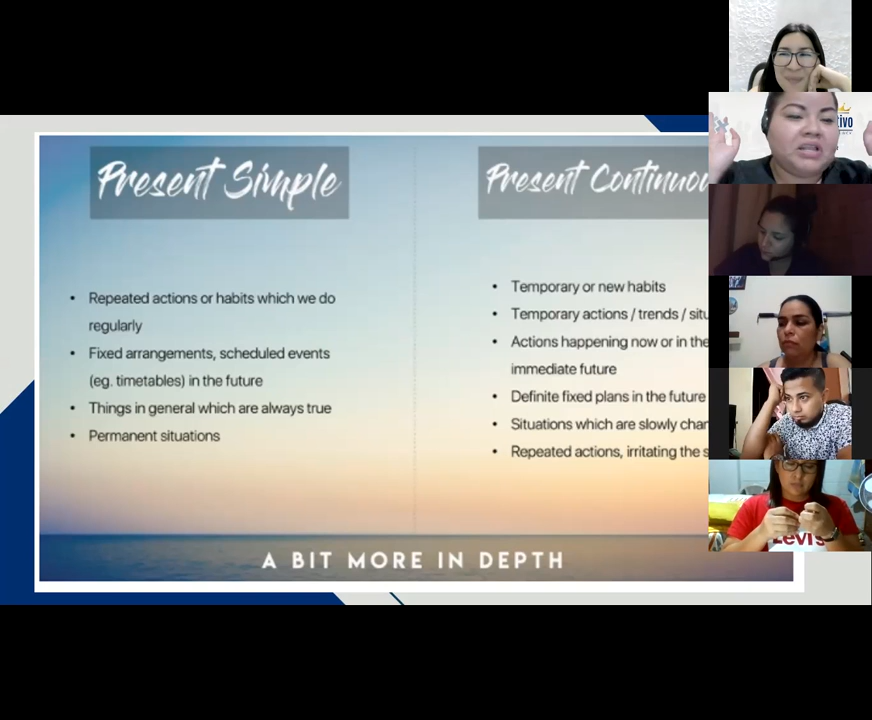 Present Simple
Repeated actions or habits which we do
regularly
Fixed arrangements, scheduled events
(eg. timetables) in the future
Things in general which are always true
Permanent situations
Present
Temporary or new habits
Temporary actions / trends /
Actions happening now or in the
immediate future
Definite fixed plans in the future
Situations which are slowly
Repeated actions, irritating the
A BIT MORE IN DEPTH
Levi's